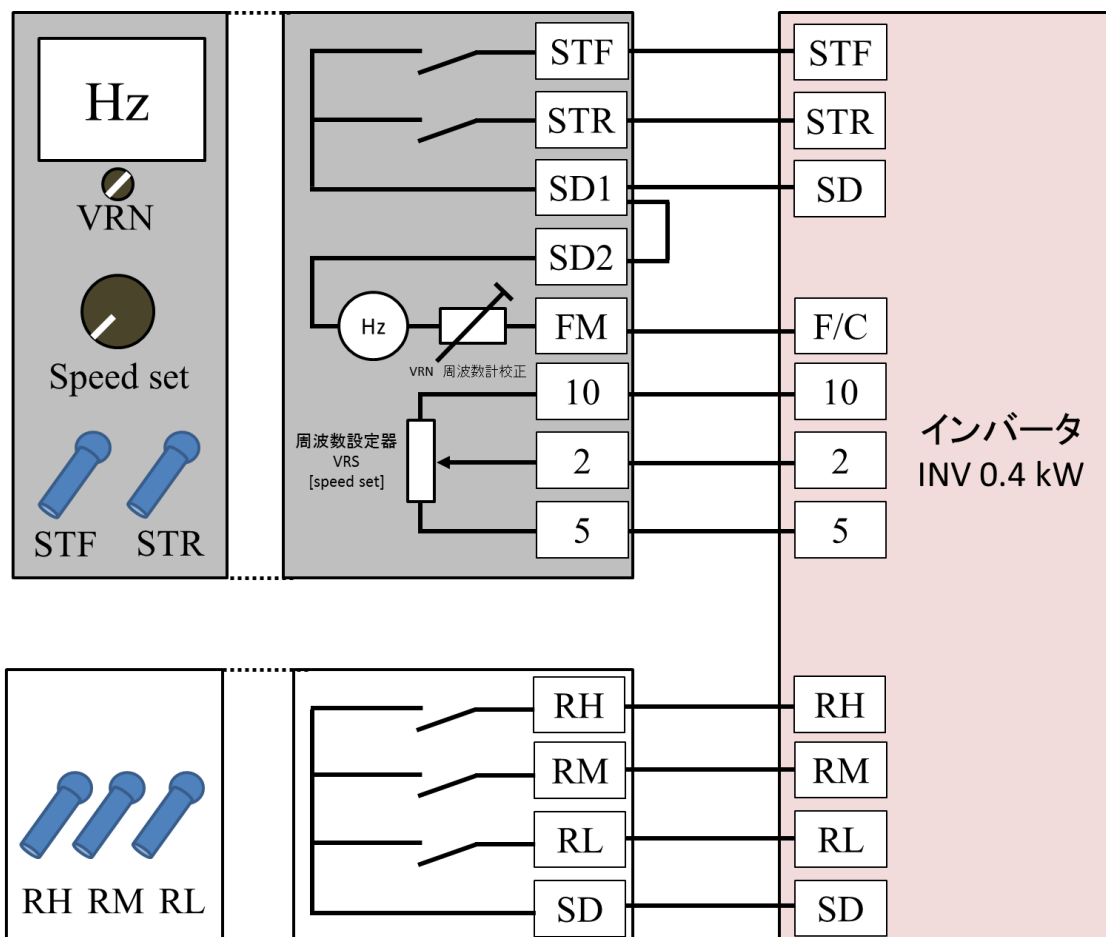 Hz
VRN
Speed set
STF STR
STF
STR
SD1
SD2
Hz
FM
VRN 周波数計校正
10
周波数設定器
VRS
[speed set]
2
5
STF
STR
SD
F/C
10
2
5
インバータ
INV 0.4 kW
RH RM RL
RH
RM
RL
SD
RH
RM
RL
SD